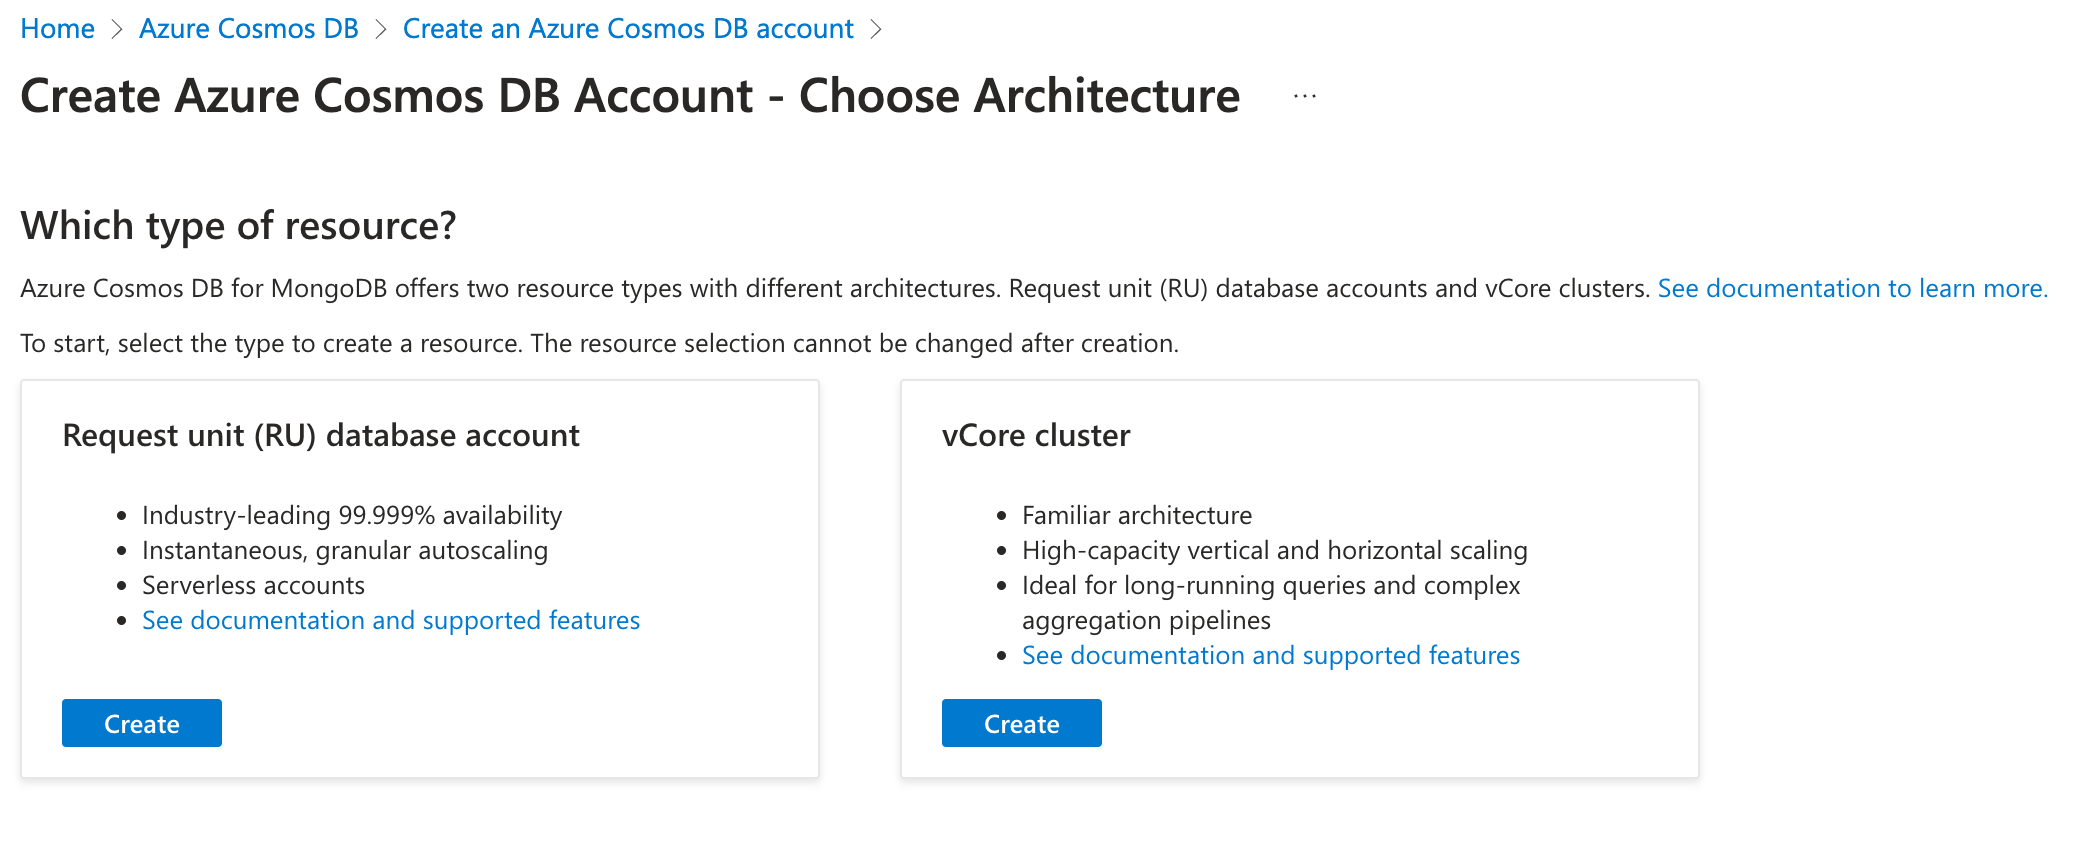 Home > Azure Cosmos DB > Create an Azure Cosmos DB account >
Create Azure Cosmos DB Account - Choose Architecture ...
Which type of resource?
Azure Cosmos DB for MongoDB offers two resource types with different architectures. Request unit (RU) database accounts and vCore clusters. See documentation to learn more.
To start, select the type to create a resource. The resource selection cannot be changed after creation.
Request unit (RU) database account
• Industry-leading 99.999% availability
• Instantaneous, granular autoscaling
• Serverless accounts
• See documentation and supported features
Create
vCore cluster
• Familiar architecture
• High-capacity vertical and horizontal scaling
• Ideal for long-running queries and complex
aggregation pipelines
• See documentation and supported features
Create